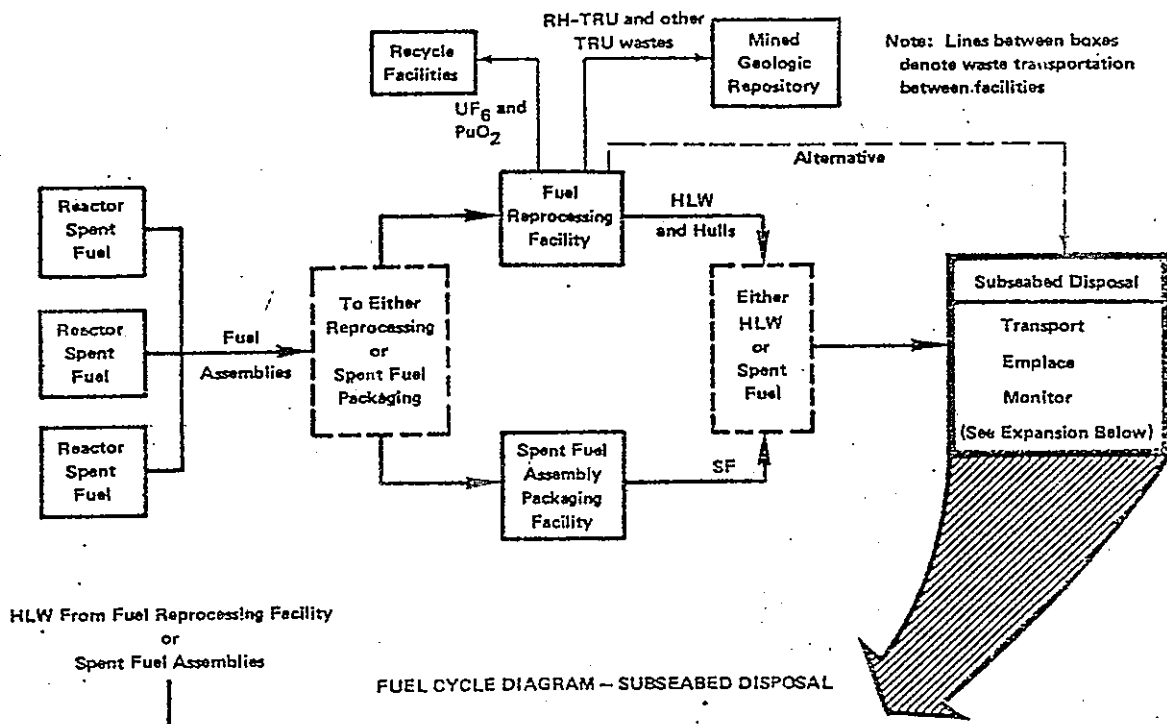 RH-TRU and other
TRU wastes
Recycle
Facilities
Mined
Geologic
Repository
Note: Lines between boxes
denote waste transportation
between facilities
UF6 and
PuO2
Alternative
Reactor
Spent
Fuel
Fuel
Reprocessing
Facility
HLW
and Hulls
Reactor
Spent
Fuel
Fuel
Assemblies
To Either
Reprocessing
or
Spent Fuel
Packaging
Either
HLW
or
Spent
Fuel
Subseabed Disposal
Transport
Emplace
Monitor
(See Expansion Below)
Reactor
Spent
Fuel
Spent Fuel
Assembly
Packaging
Facility
SF
HLW From Fuel Reprocessing Facility
or
Spent Fuel Assemblies
FUEL CYCLE DIAGRAM – SUBSEABED DISPOSAL